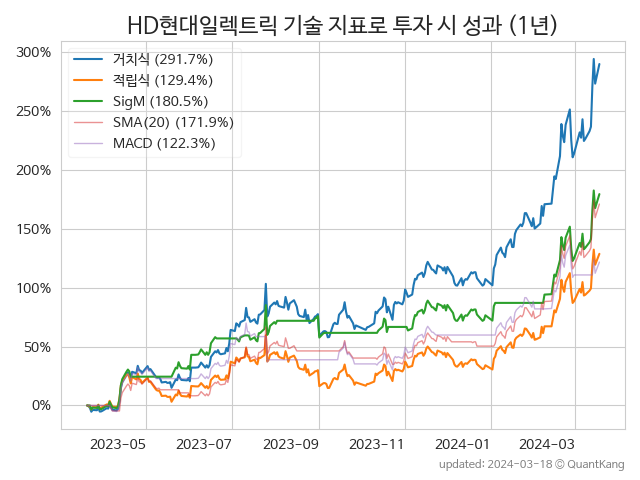 HD현대일렉트릭 기술 지표로 투자 시 성과 (1년)
300%
250%
200%
150%
100%
50%
0%
거치식 (291.7%)
적립식 (129.4%)
SigM (180.5%)
SMA(20) (171.9%)
MACD (122.3%)
2023-05 2023-07 2023-09 2023-11 2024-01 2024-03
updated: 2024-03-18 ⓒ QuantKang